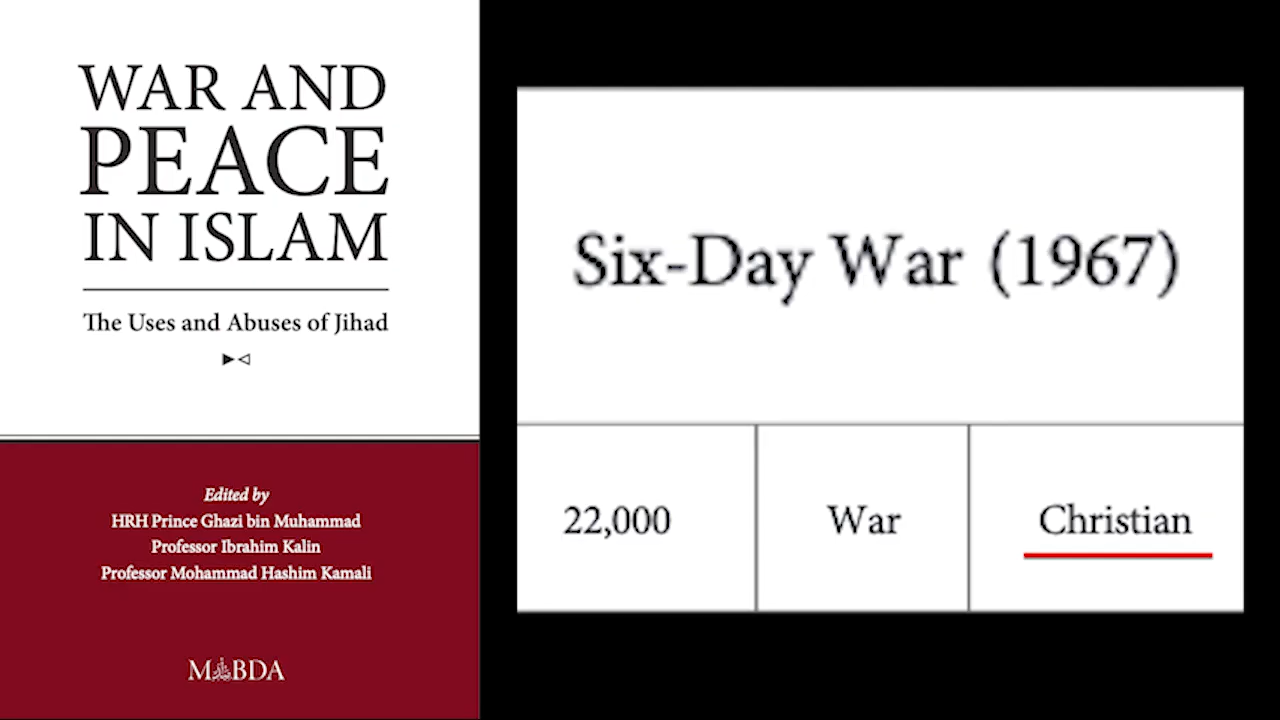 WAR AND
PEACE
IN ISLAM
The Uses and Abuses of Jihad
Edited by
HRH Prince Ghazi bin Muhammad
Professor Ibrahim Kalin
Professor Mohammad Hashim Kamali
MABDA
Six-Day War (1967)
22,000
War
Christian